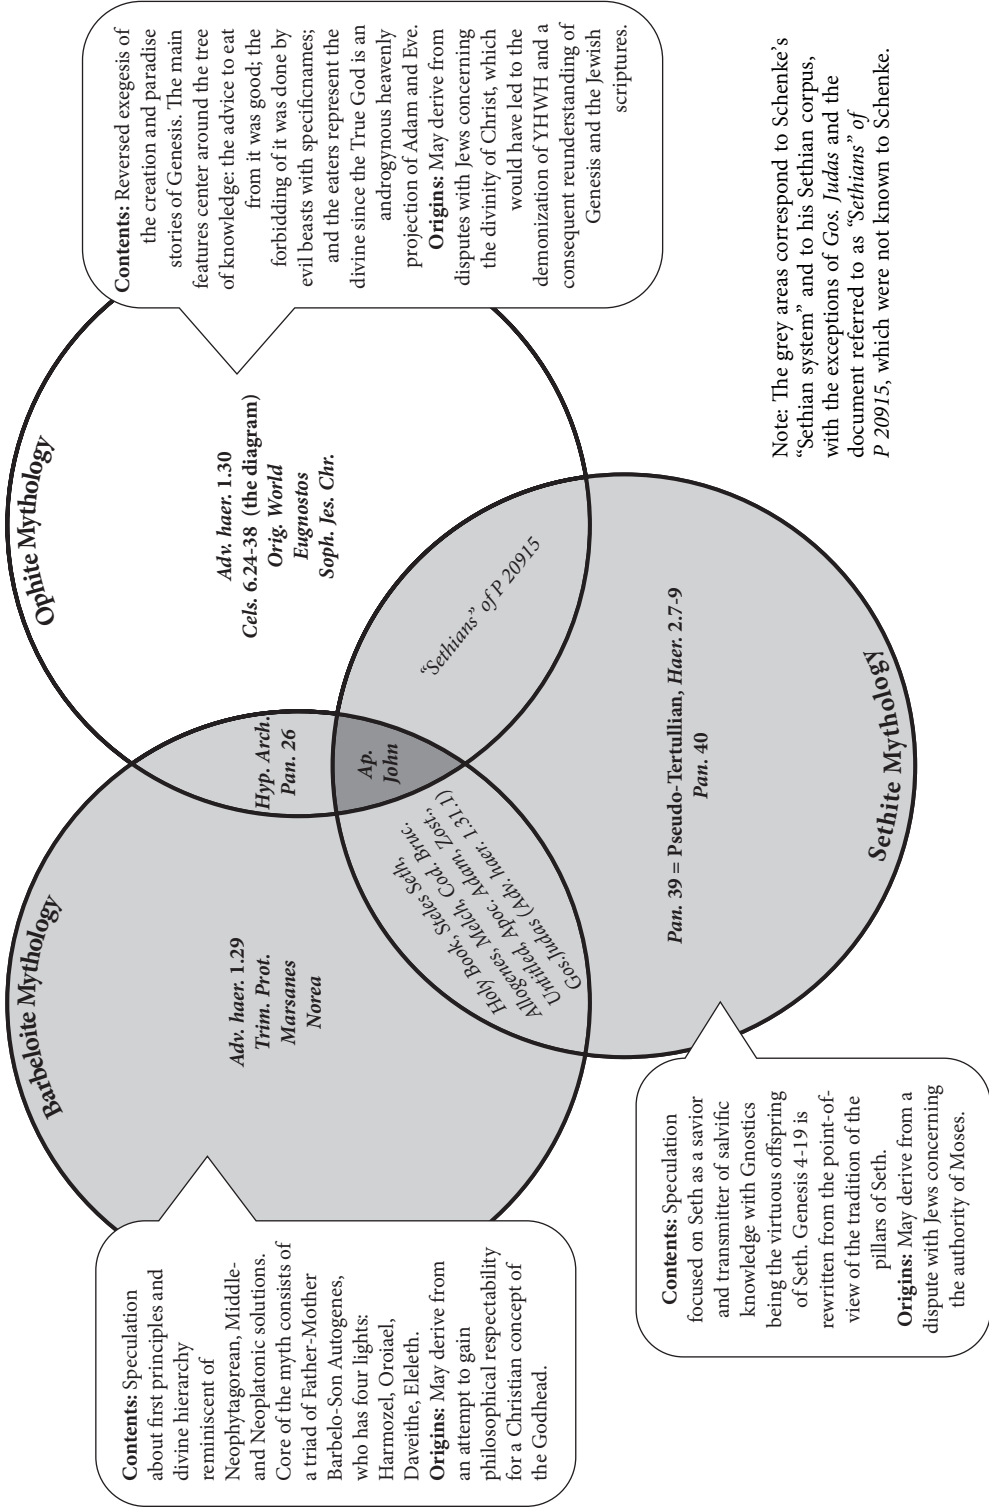 Barbeloite Mythology
Contents: Speculation
about first principles and
divine hierarchy
reminiscent of
Neophytagorean, Middle-
and Neoplatonic solutions.
Core of the myth consists of
a triad of Father-Mother
Barbelo-Son Autogenes,
who has four lights:
Harmozel, Oroiael,
Daveithe, Eleleth.
Origins: May derive from
an attempt to gain
philosophical respectability
for a Christian concept of
the Godhead.
Adv. haer. 1.29
Trim. Prot.
Marsanes
Norea
Hyp. Arch.
Pan. 26
Ap.
John
Ophite Mythology
Adv. haer. 1.30
Cels. 6.24-38 (the diagram)
Orig. World
Eugnostos
Soph. Jes. Chr.
Contents: Reversed exegesis of
the creation and paradise
stories of Genesis. The main
features center around the tree
of knowledge: the advice to eat
from it was good; the
forbidding of it was done by
evil beasts with specificnames;
and the eaters represent the
divine since the True God is an
androgynous heavenly
projection of Adam and Eve.
Origins: May derive from
disputes with Jews concerning
the divinity of Christ, which
would have led to the
demonization of YHWH and a
consequent reunderstanding of
Genesis and the Jewish
scriptures.
Holy Book, Steles Seth,
Allogenes, Melch, Cod. Bruc.
Untitled, Apoc. Adam, Zost.,
Gos.Judas (Adv. haer. 1.31.1)
“Sethians” of P 20915
Contents: Speculation
focused on Seth as a savior
and transmitter of salvific
knowledge with Gnostics
being the virtuous offspring
of Seth. Genesis 4-19 is
rewritten from the point-of-
view of the tradition of the
pillars of Seth.
Origins: May derive from a
dispute with Jews concerning
the authority of Moses.
Pan. 39 = Pseudo-Tertullian, Haer. 2.7-9
Pan. 40
Sethite Mythology
Note: The grey areas correspond to Schenke’s
“Sethian system” and to his Sethian corpus,
with the exceptions of Gos. Judas and the
document referred to as “Sethians” of
P 20915, which were not known to Schenke.